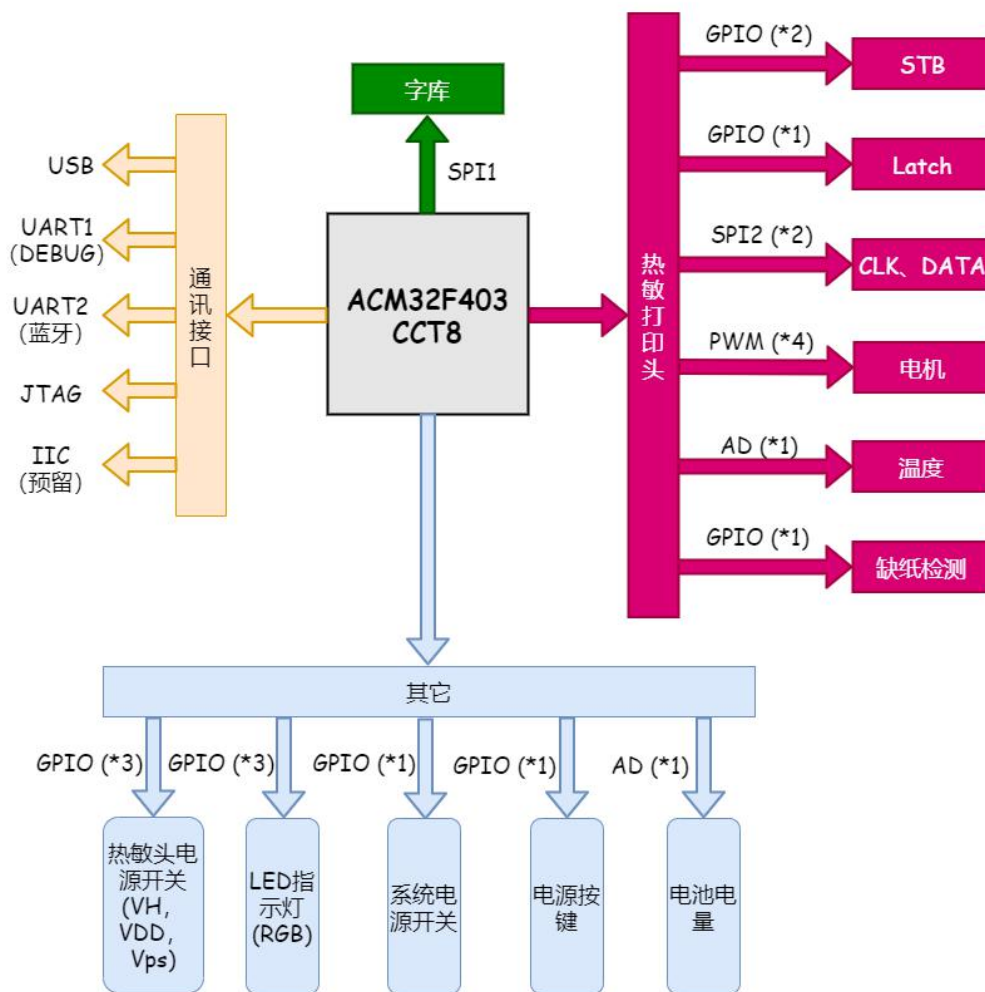 字库
SPI1
ACM32F403
CCT8
通讯接口
USB
UART1
(DEBUG)
UART2
(蓝牙)
JTAG
IIC
(预留)
热敏打印头
GPIO (*2)
STB
GPIO (*1)
Latch
SPI2 (*2)
CLK、DATA
PWM (*4)
电机
AD (*1)
温度
GPIO (*1)
缺纸检测
其它
GPIO (*3)
热敏头电
源开关
(VH，
VDD，
Vps)
GPIO (*3)
LED指
示灯
(RGB)
GPIO (*1)
系统电
源开关
GPIO (*1)
电源按
键
AD (*1)
电池电
量